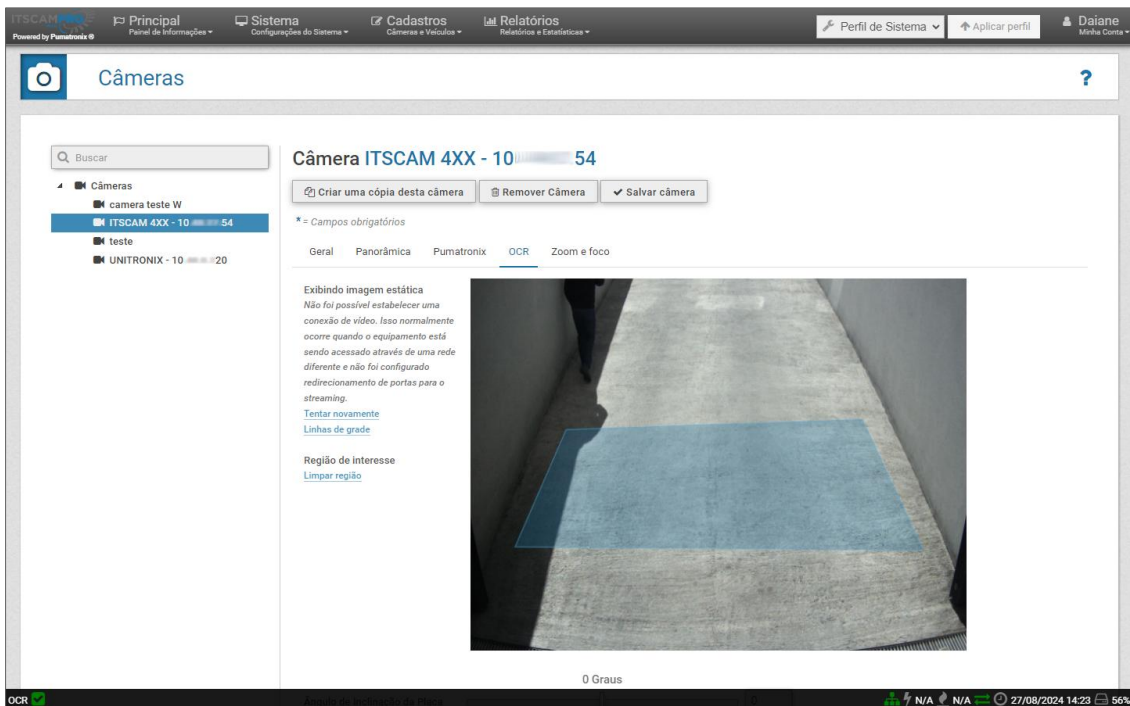 ITSCAMPRO
Powered by Pumatronix ®
Principal
Painel de Informações
Sistema
Configurações do Sistema
Cadastros
Câmeras e Veículos
Relatórios
Relatórios e Estatísticas
Perfil de Sistema
Aplicar perfil
Daiane
Minha Conta
Câmeras
?
Buscar
Câmeras
camera teste W
ITSCAM 4XX - 10 54
teste
UNITRONIX - 10 20
Câmera ITSCAM 4XX - 10 54
Criar uma cópia desta câmera
Remover Câmera
Salvar câmera
* = Campos obrigatórios
Geral Panorâmica Pumatronix OCR Zoom e foco
Exibindo imagem estática
Não foi possível estabelecer uma
conexão de vídeo. Isso normalmente
ocorre quando o equipamento está
sendo acessado através de uma rede
diferente e não foi configurado
redirecionamento de portas para o
streaming.
Tentar novamente
Linhas de grade
Região de interesse
Limpar região
0 Graus
OCR
N/A N/A 27/08/2024 14:23 56%